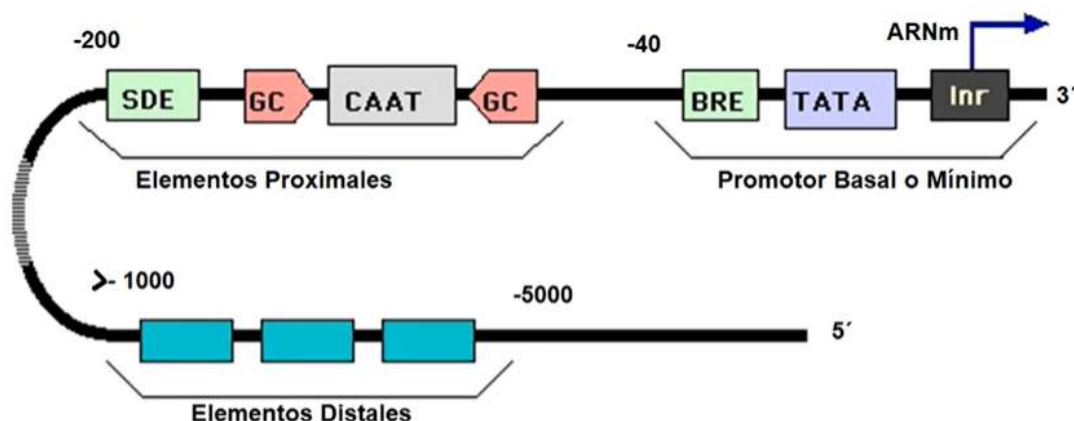 -200
-40
ARNm
SDE GC CAAT GC BRE TATA Inr 3´
Elementos Proximales Promotor Basal o Mínimo
>- 1000
-5000
5´
Elementos Distales